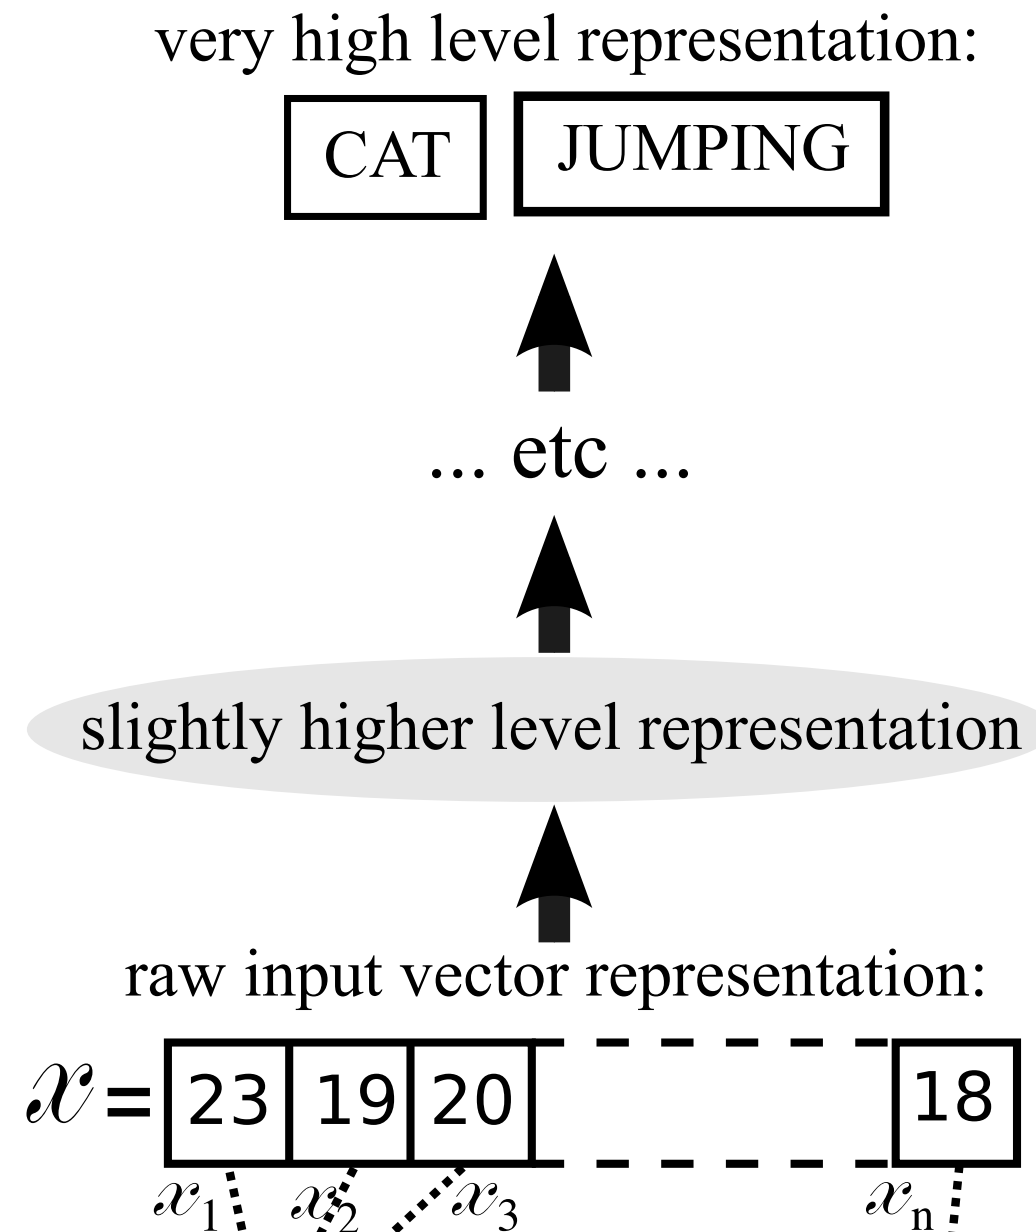 very high level representation:
CAT JUMPING
... etc ...
slightly higher level representation
raw input vector representation:
x = 23 19 20 18
x₁ x₂ x₃ xₙ